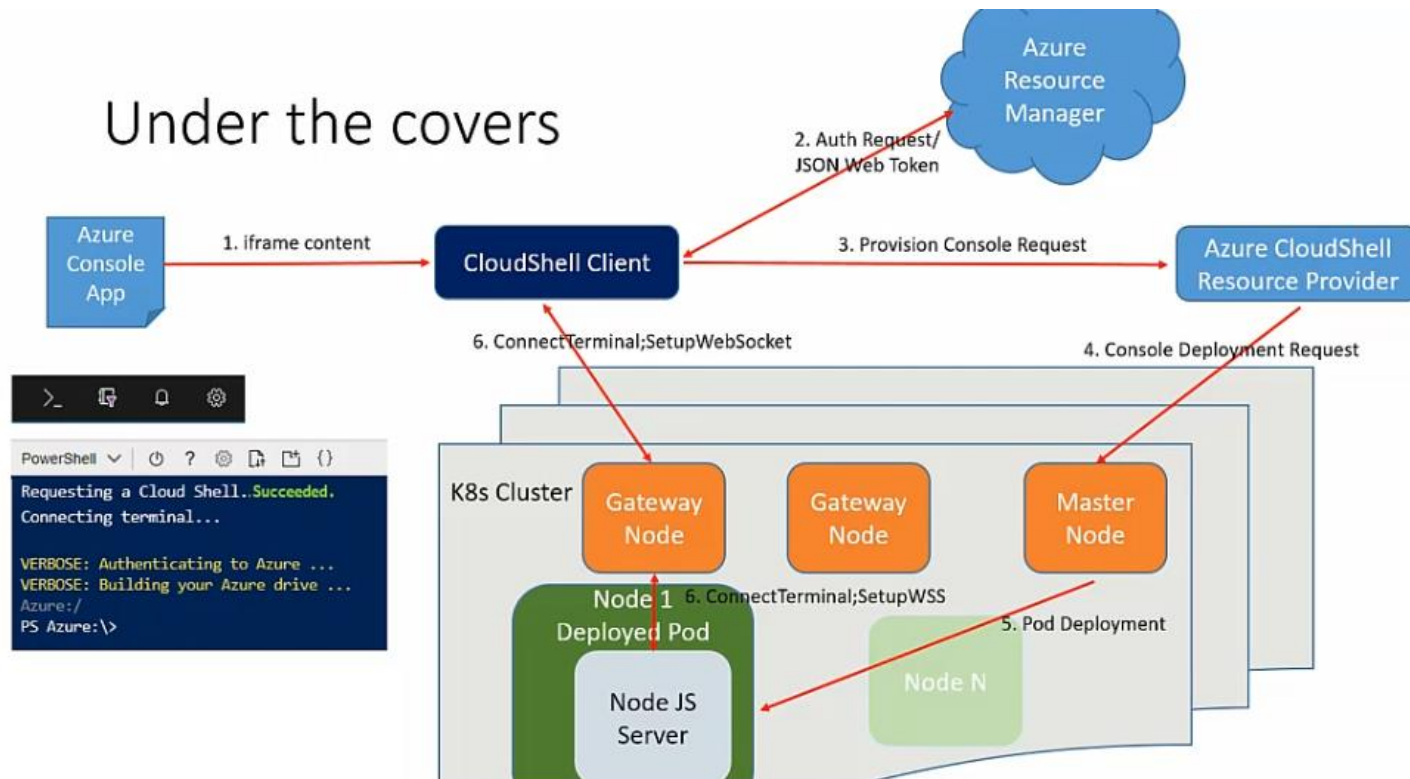 Under the covers
Azure
Resource
Manager
2. Auth Request/
JSON Web Token
Azure
Console
App
1. iframe content
CloudShell Client
3. Provision Console Request
Azure CloudShell
Resource Provider
6. ConnectTerminal;SetupWebSocket
4. Console Deployment Request
PowerShell
Requesting a Cloud Shell.Succeeded.
Connecting terminal...
VERBOSE: Authenticating to Azure ...
VERBOSE: Building your Azure drive ...
Azure:/
PS Azure:\>
K8s Cluster
Gateway
Node
Gateway
Node
Master
Node
6. ConnectTerminal;SetupWSS
Node 1
Deployed Pod
5. Pod Deployment
Node JS
Server
Node N